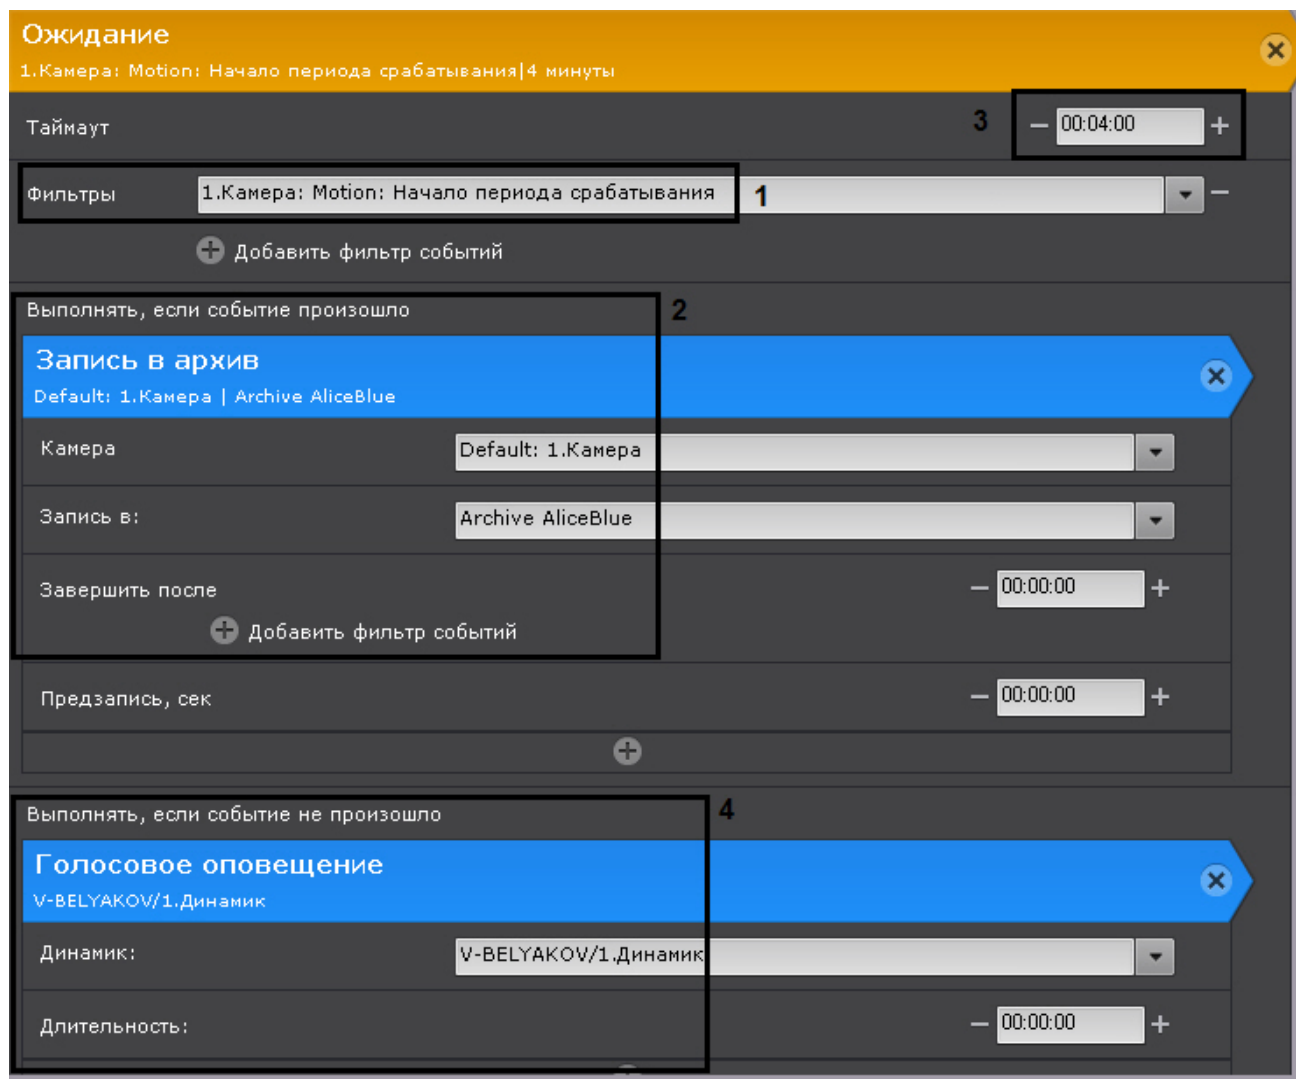 Ожидание
1.Камера: Motion: Начало периода срабатывания|4 минуты
Таймаут 3 00:04:00
Фильтры 1.Камера: Motion: Начало периода срабатывания 1
Добавить фильтр событий
Выполнять, если событие произошло 2
Запись в архив
Default: 1.Камера | Archive AliceBlue
Камера Default: 1.Камера
Запись в: Archive AliceBlue
Завершить после 00:00:00
Добавить фильтр событий
Предзапись, сек 00:00:00
Выполнять, если событие не произошло 4
Голосовое оповещение
V-BELYAKOV/1.Динамик
Динамик: V-BELYAKOV/1.Динамик
Длительность: 00:00:00